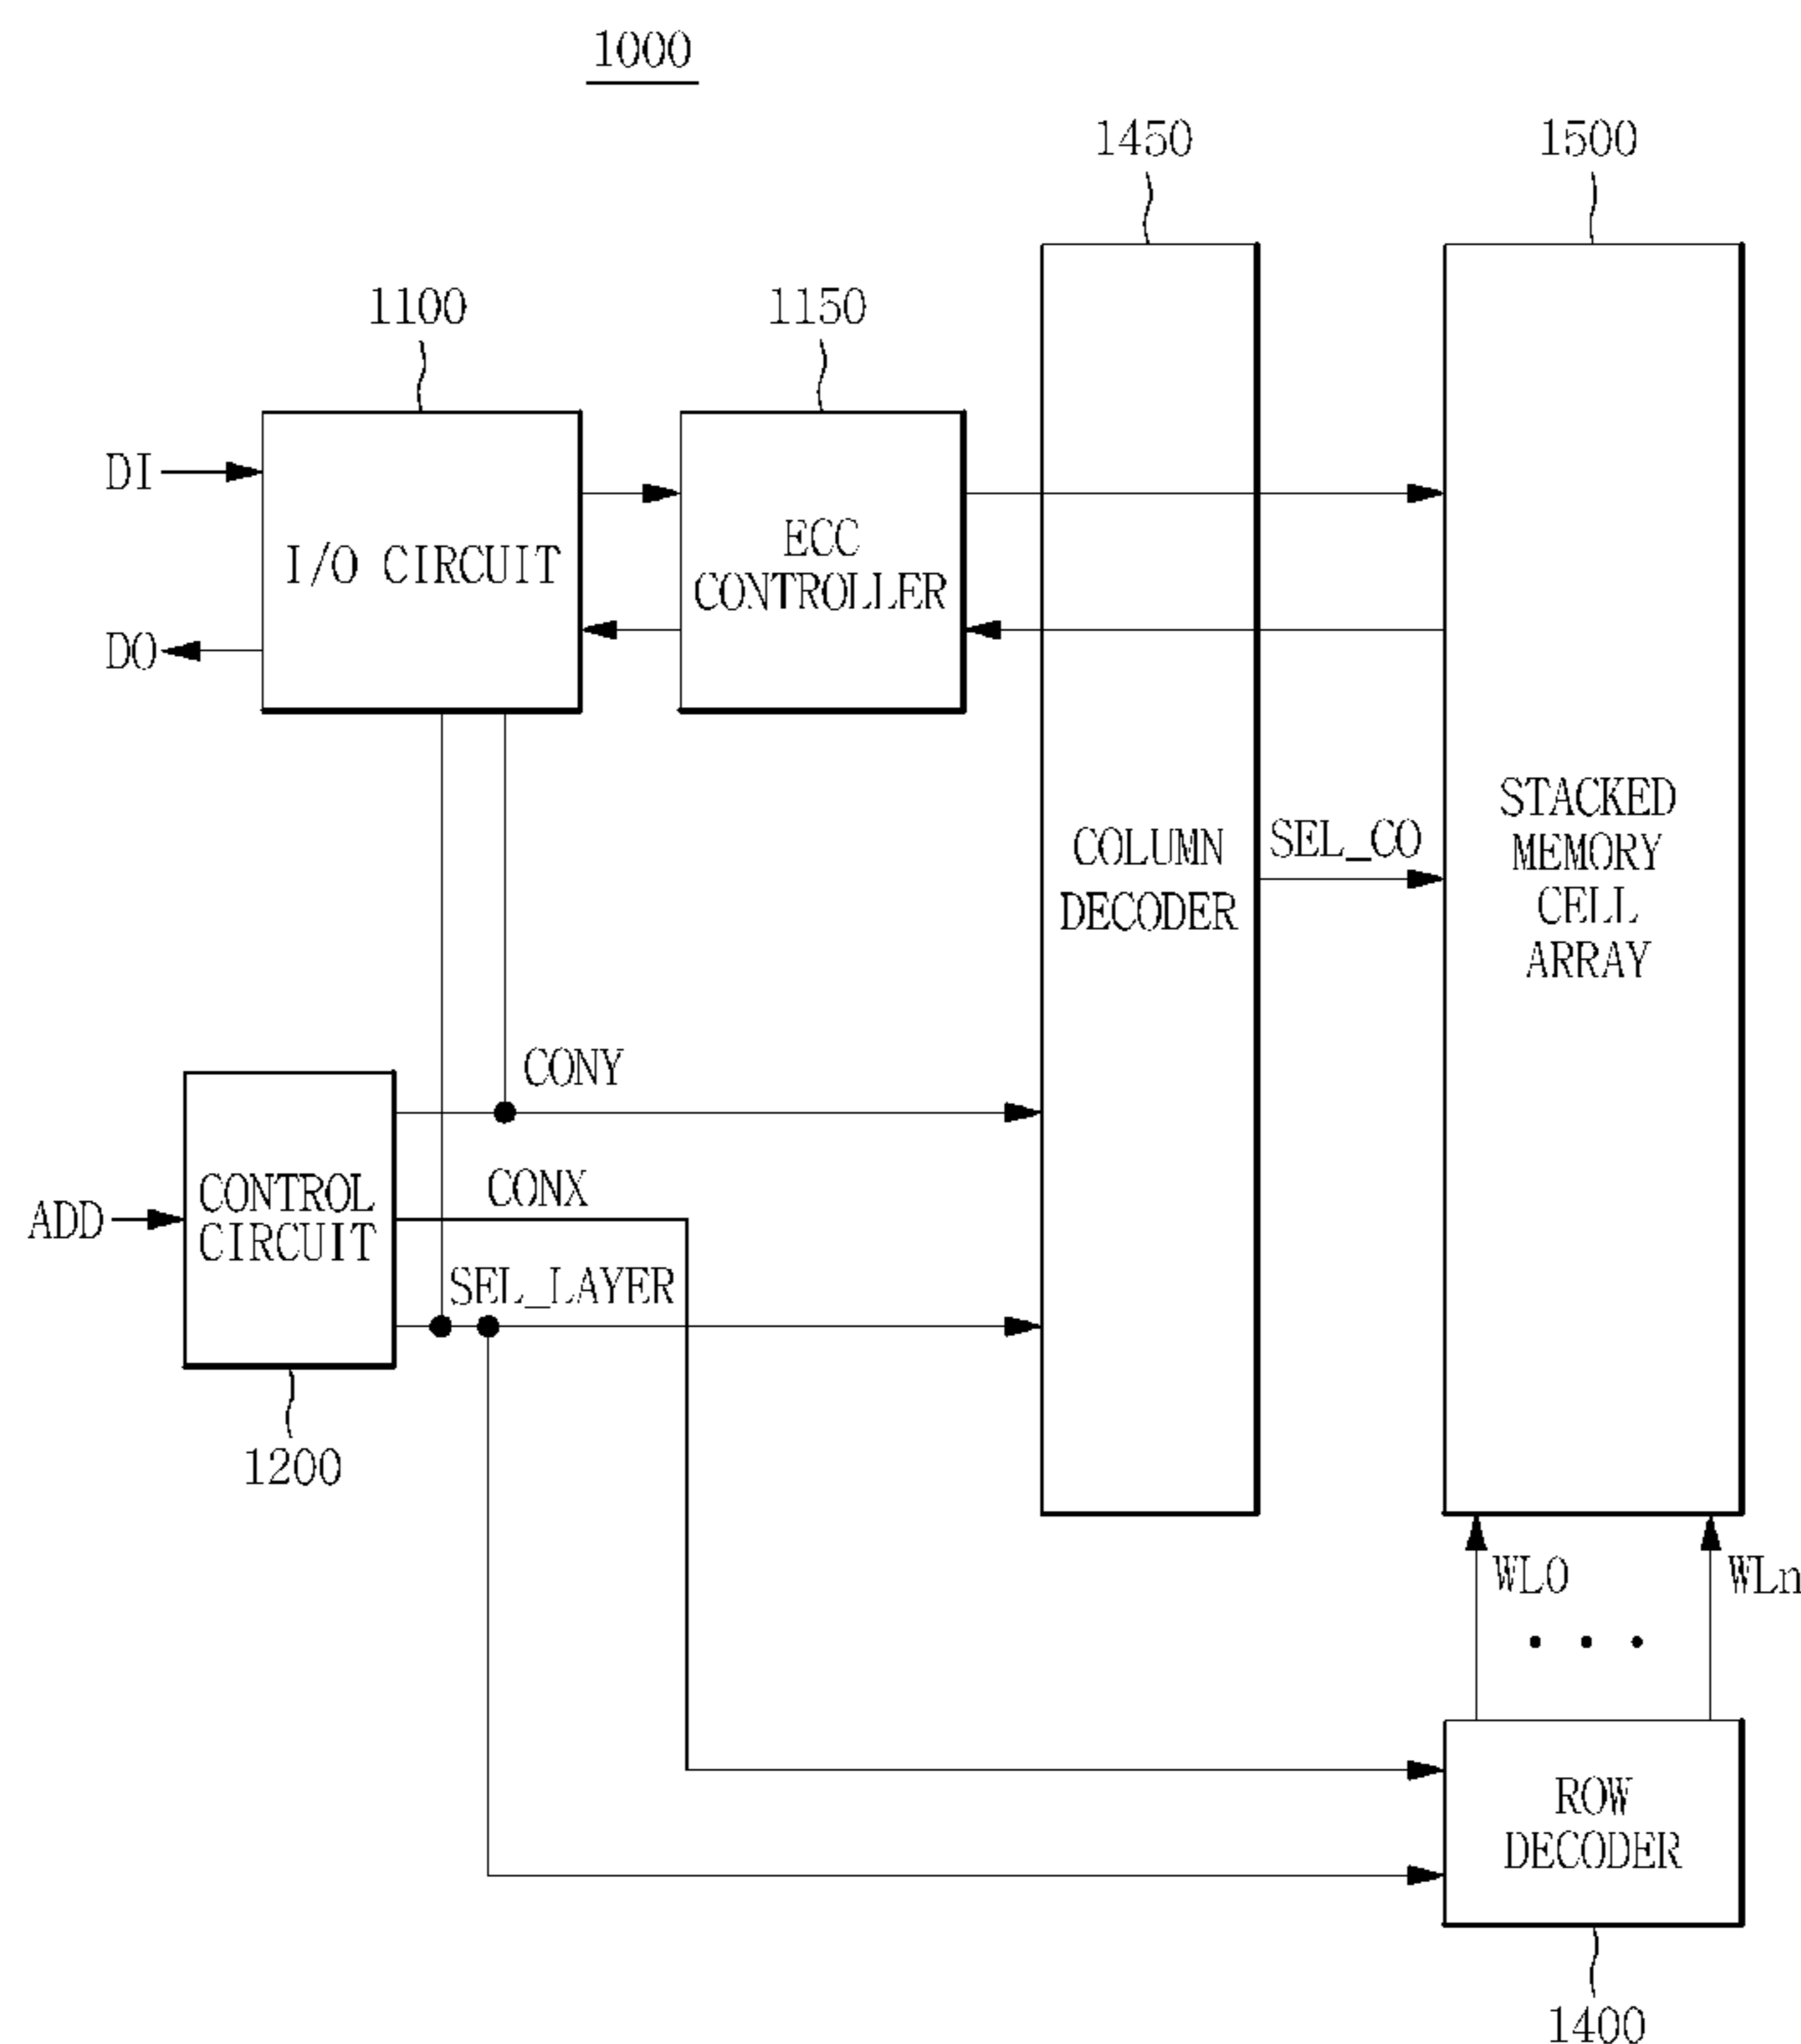 1000
1450
1500
1100
1150
DI
DO
I/O CIRCUIT
ECC
CONTROLLER
COLUMN
DECODER
SEL_CO
STACKED
MEMORY
CELL
ARRAY
CONY
CONX
SEL_LAYER
ADD
CONTROL
CIRCUIT
1200
WL0
WLn
. . .
ROW
DECODER
1400